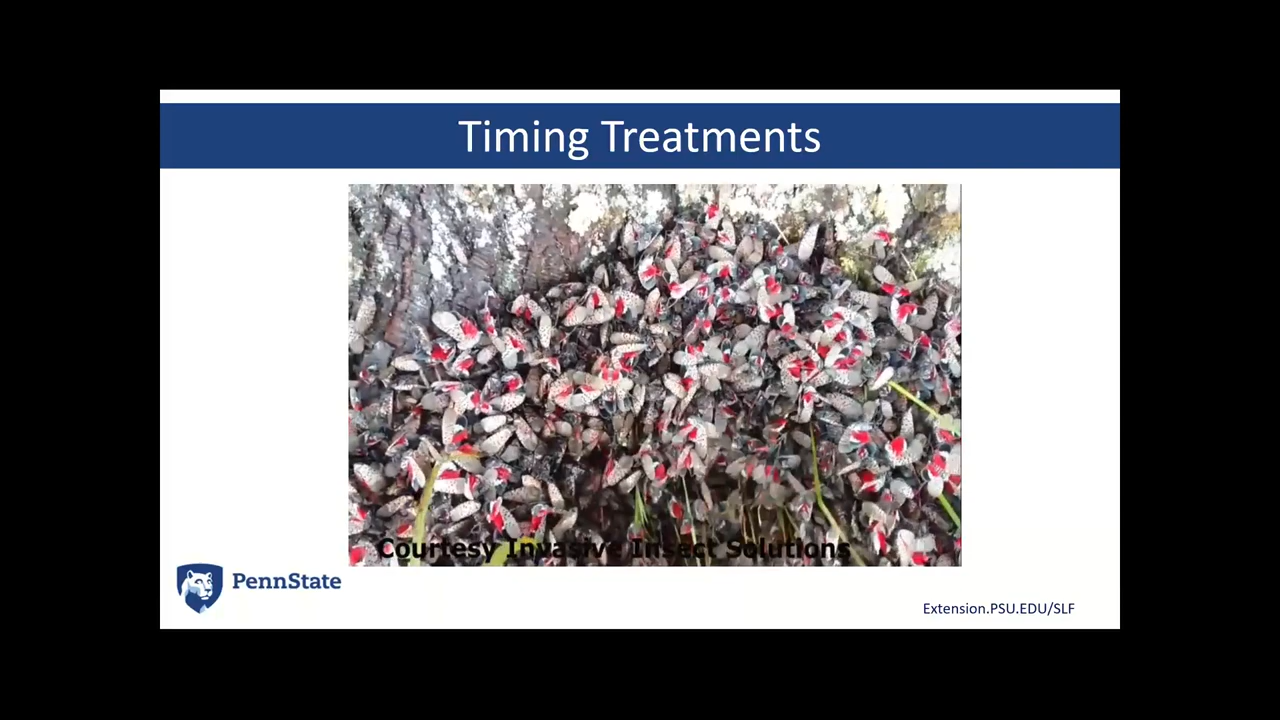 Timing Treatments
Courtesy Invasive Insect Solutions
PennState
Extension.PSU.EDU/SLF